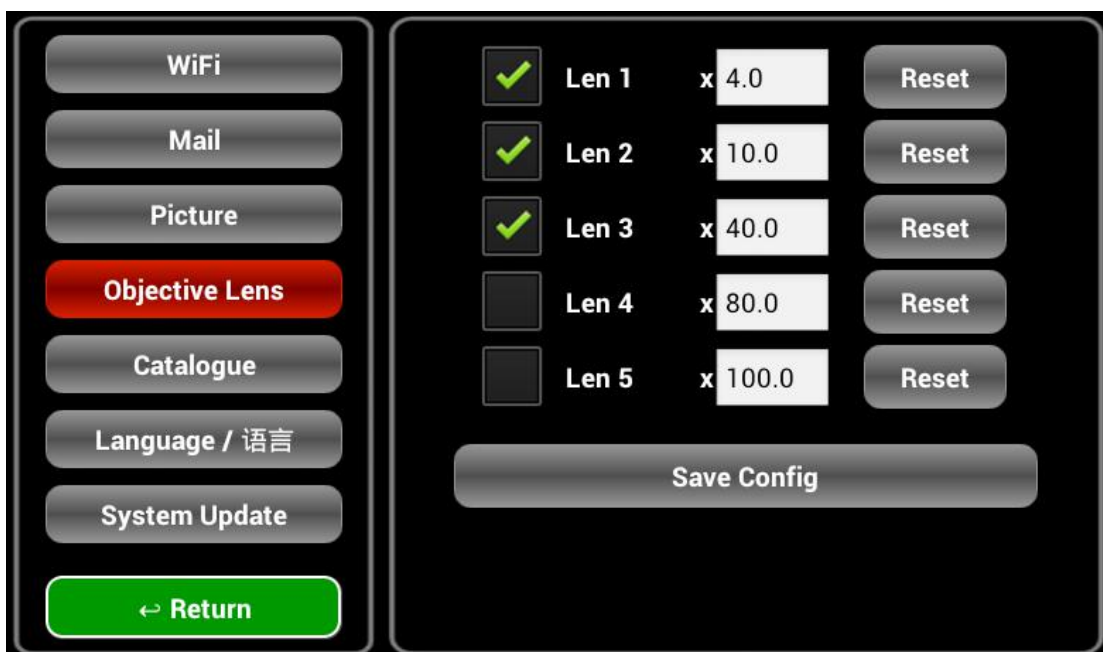 WiFi
Mail
Picture
Objective Lens
Catalogue
Language / 语言
System Update
↩ Return
Len 1 x 4.0 Reset
Len 2 x 10.0 Reset
Len 3 x 40.0 Reset
Len 4 x 80.0 Reset
Len 5 x 100.0 Reset
Save Config